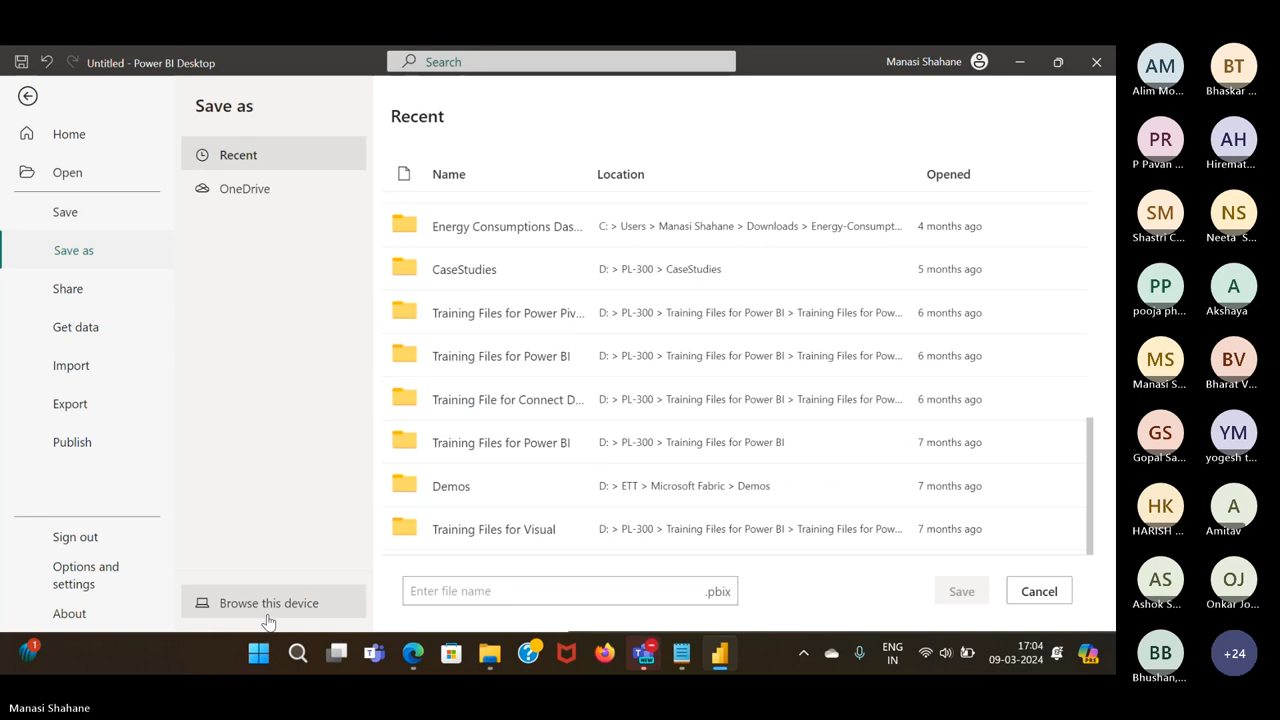 Untitled - Power BI Desktop
Search
Manasi Shahane
Home
Open
Save
Save as
Share
Get data
Import
Export
Publish
Sign out
Options and
settings
About
Save as
Recent
OneDrive
Browse this device
Recent
Name Location Opened
Energy Consumptions Das... C: > Users > Manasi Shahane > Downloads > Energy-Consumpt... 4 months ago
CaseStudies D: > PL-300 > CaseStudies 5 months ago
Training Files for Power Piv... D: > PL-300 > Training Files for Power BI > Training Files for Pow... 6 months ago
Training Files for Power BI D: > PL-300 > Training Files for Power BI > Training Files for Pow... 6 months ago
Training File for Connect D... D: > PL-300 > Training Files for Power BI > Training Files for Pow... 6 months ago
Training Files for Power BI D: > PL-300 > Training Files for Power BI 7 months ago
Demos D: > ETT > Microsoft Fabric > Demos 7 months ago
Training Files for Visual D: > PL-300 > Training Files for Power BI > Training Files for Pow... 7 months ago
Enter file name .pbix
Save Cancel
1
NEW
ENG
IN
17:04
09-03-2024
PRE
AM BT
Alim Mo... Bhaskar ...
PR AH
P Pavan ... Hiremat...
SM NS
Shastri C... Neeta S...
PP A
pooja ph... Akshaya
MS BV
Manasi S... Bharat V...
GS YM
Gopal Sa... yogesh t...
HK A
HARISH ... Amitav
AS OJ
Ashok S... Onkar Jo...
BB +24
Bhushan,...
Manasi Shahane